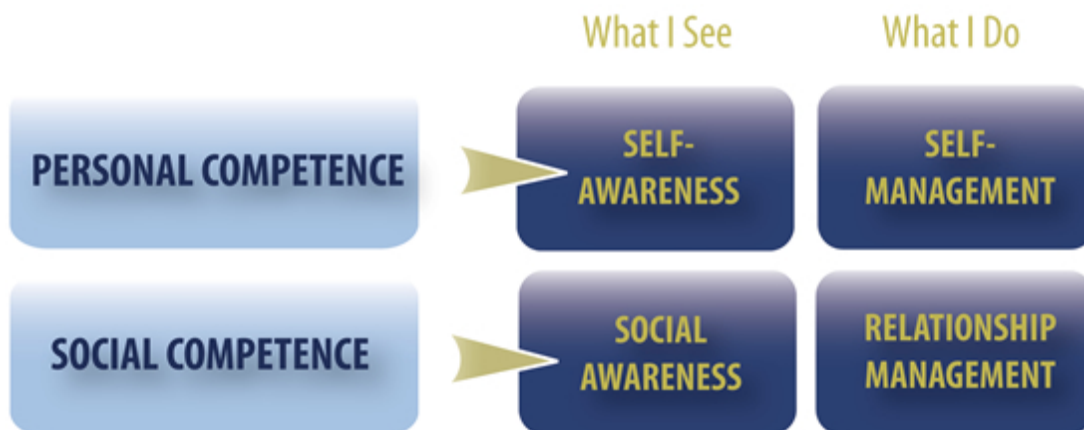 What I See What I Do
PERSONAL COMPETENCE
SELF-
AWARENESS
SELF-
MANAGEMENT
SOCIAL COMPETENCE
SOCIAL
AWARENESS
RELATIONSHIP
MANAGEMENT